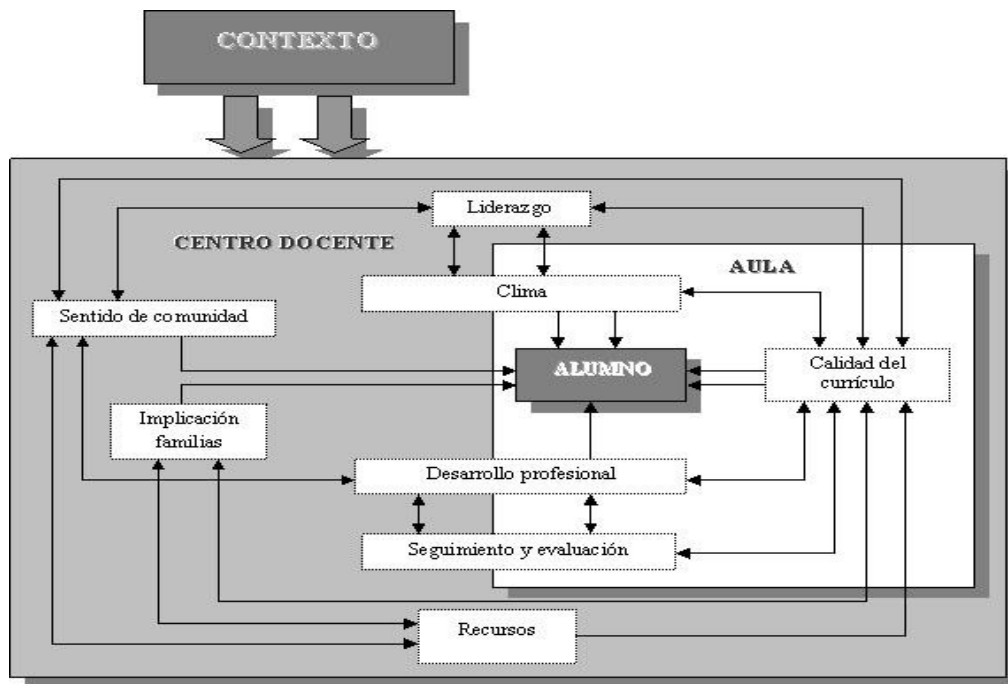 CONTEXTO
Liderazgo
CENTRO DOCENTE
AULA
Clima
Sentido de comunidad
ALUMNO
Calidad del
currículo
Implicación
familias
Desarrollo profesional
Seguimiento y evaluación
Recursos